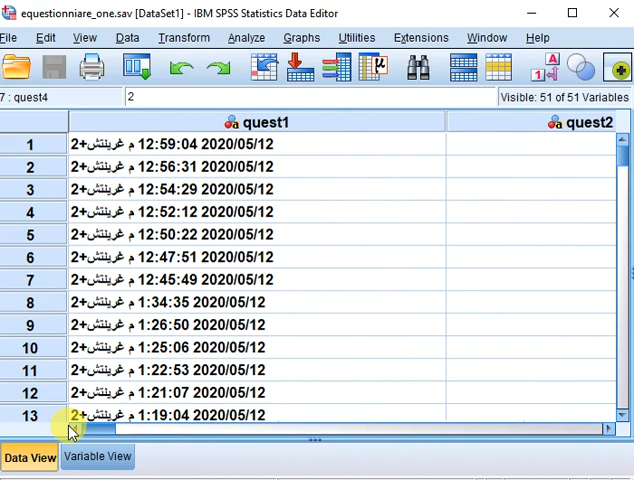 equestionniare_one.sav [DataSet1] - IBM SPSS Statistics Data Editor
File Edit View Data Transform Analyze Graphs Utilities Extensions Window Help
7 : quest4 2 Visible: 51 of 51 Variables
quest1 quest2
1 2020/05/12 12:59:04 م غرينتش+2
2 2020/05/12 12:56:31 م غرينتش+2
3 2020/05/12 12:54:29 م غرينتش+2
4 2020/05/12 12:52:12 م غرينتش+2
5 2020/05/12 12:50:22 م غرينتش+2
6 2020/05/12 12:47:51 م غرينتش+2
7 2020/05/12 12:45:49 م غرينتش+2
8 2020/05/12 1:34:35 م غرينتش+2
9 2020/05/12 1:26:50 م غرينتش+2
10 2020/05/12 1:25:06 م غرينتش+2
11 2020/05/12 1:22:53 م غرينتش+2
12 2020/05/12 1:21:07 م غرينتش+2
13 2020/05/12 1:19:04 م غرينتش+2
Data View Variable View